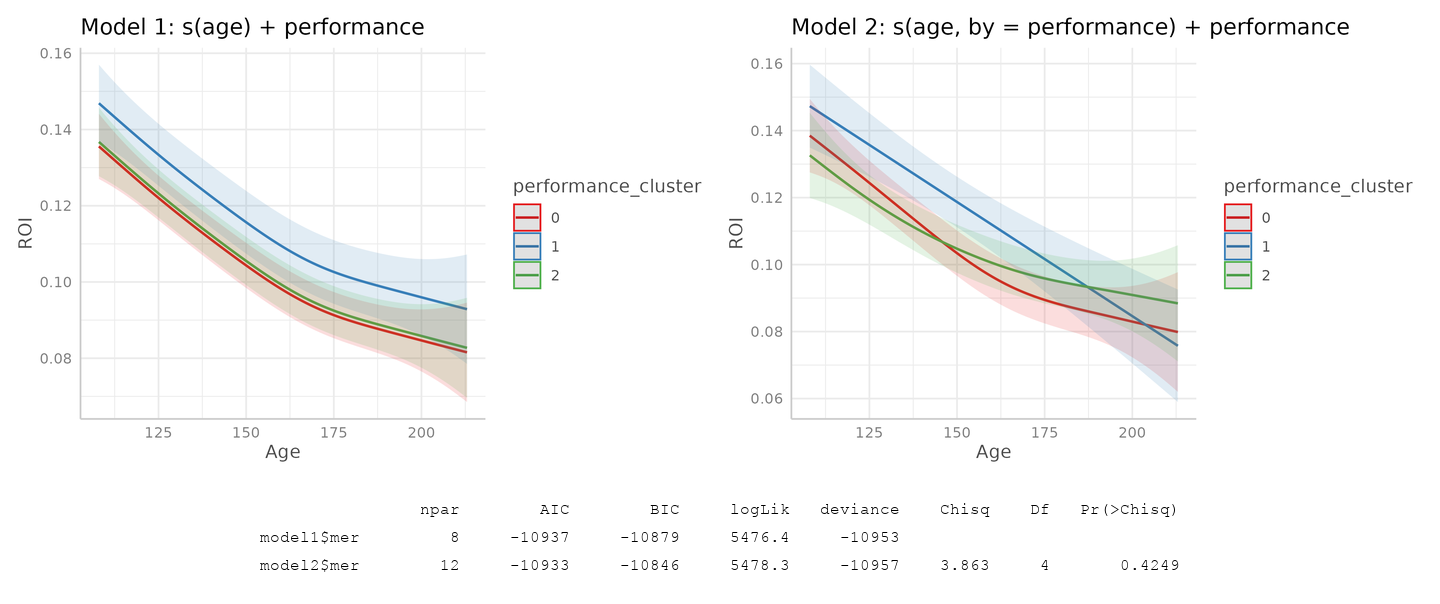 Model 1: s(age) + performance
0.16
0.14
0.12
0.10
0.08
ROI
125 150 175 200
Age
performance_cluster
0
1
2
Model 2: s(age, by = performance) + performance
0.16
0.14
0.12
0.10
0.08
0.06
ROI
125 150 175 200
Age
performance_cluster
0
1
2
npar AIC BIC logLik deviance Chisq Df Pr(>Chisq)
model1$mer 8 -10937 -10879 5476.4 -10953
model2$mer 12 -10933 -10846 5478.3 -10957 3.863 4 0.4249